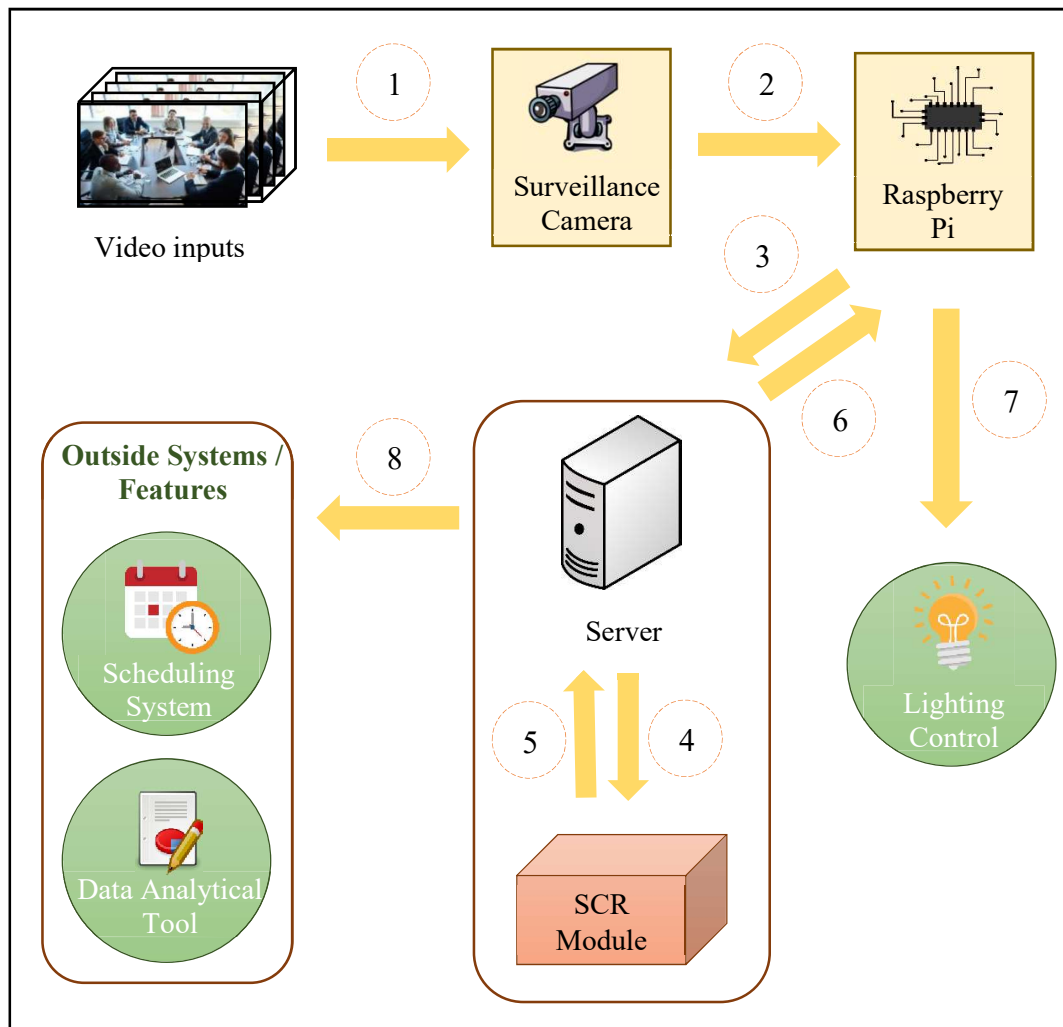 1
2
Surveillance
Camera
Raspberry
Pi
Video inputs
3
6
7
8
Outside Systems /
Features
Scheduling
System
Data Analytical
Tool
Server
5
4
SCR
Module
Lighting
Control